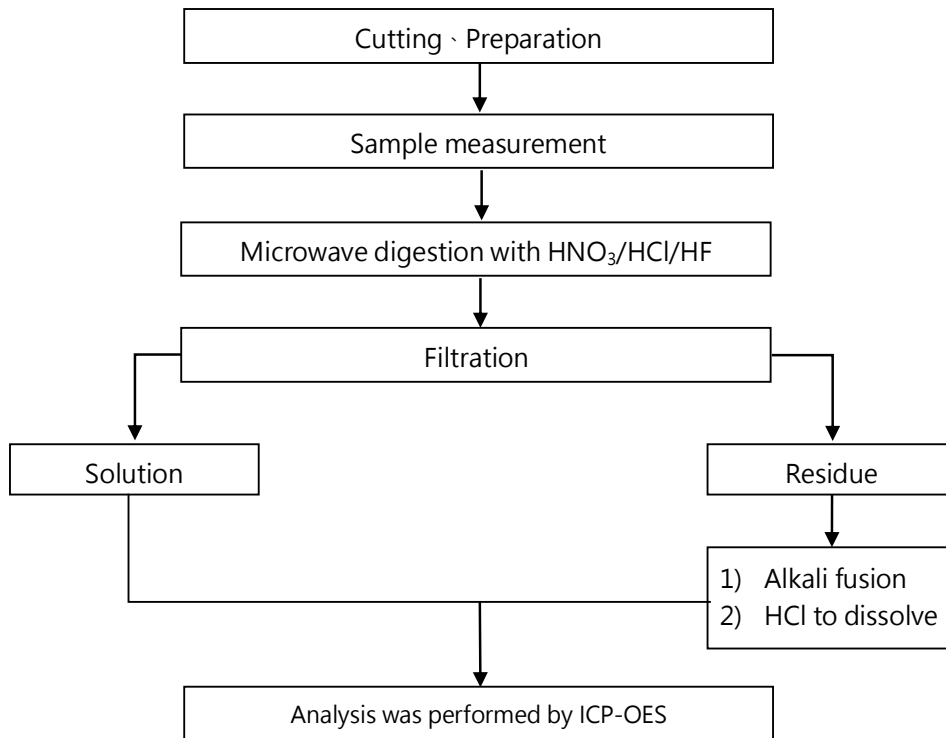 Cutting、Preparation
Sample measurement
Microwave digestion with HNO₃/HCl/HF
Filtration
Solution
Residue
1) Alkali fusion
2) HCl to dissolve
Analysis was performed by ICP-OES